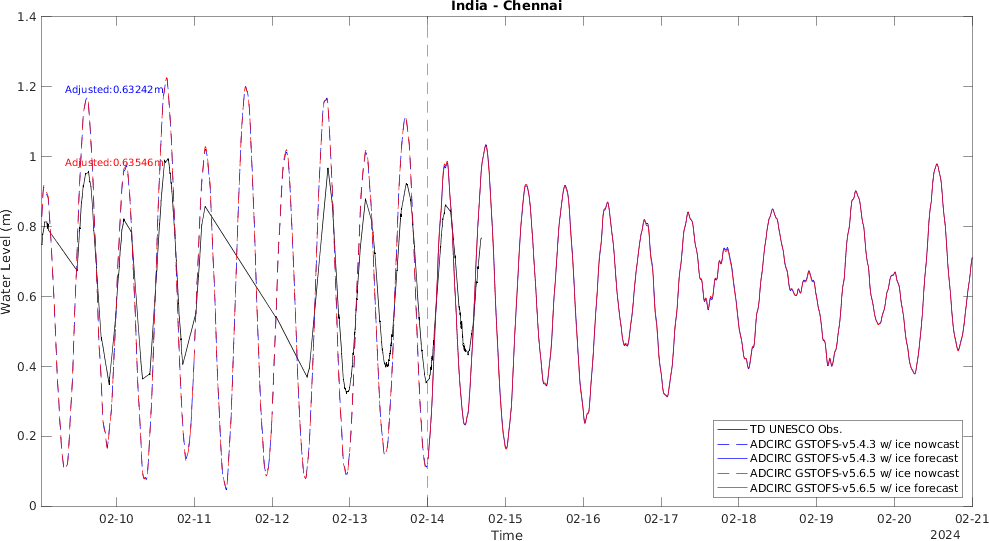 India - Chennai
1.4
1.2
1
0.8
0.6
0.4
0.2
0
Water Level (m)
Adjusted:0.63242m
Adjusted:0.63546m
TD UNESCO Obs.
ADCIRC GSTOFS-v5.4.3 w/ ice nowcast
ADCIRC GSTOFS-v5.4.3 w/ ice forecast
ADCIRC GSTOFS-v5.6.5 w/ ice nowcast
ADCIRC GSTOFS-v5.6.5 w/ ice forecast
02-10 02-11 02-12 02-13 02-14 02-15 02-16 02-17 02-18 02-19 02-20 02-21
Time
2024